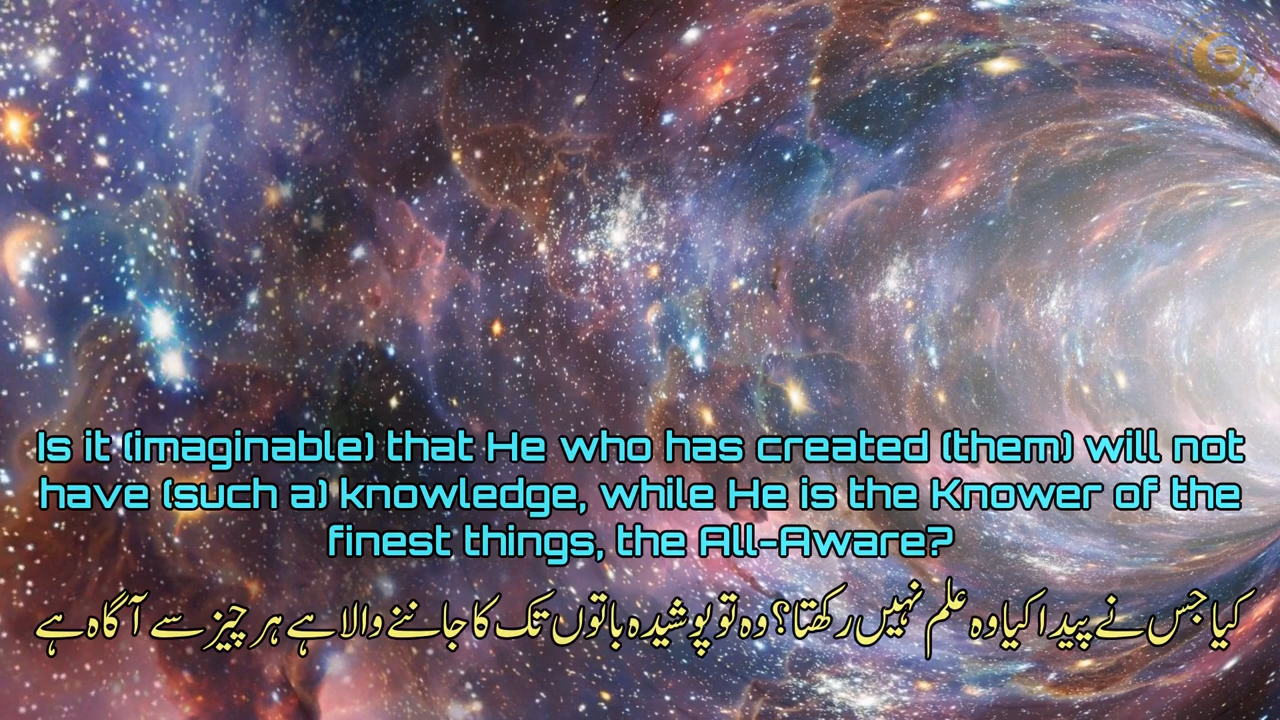 Is it (imaginable) that He who has created (them) will not
have (such a) knowledge, while He is the Knower of the
finest things, the All-Aware?
کیا جس نے پیدا کیا وہ علم نہیں رکھتا؟ وہ تو پوشیدہ باتوں تک کا جاننے والا ہے ہر چیز سے آگاہ ہے